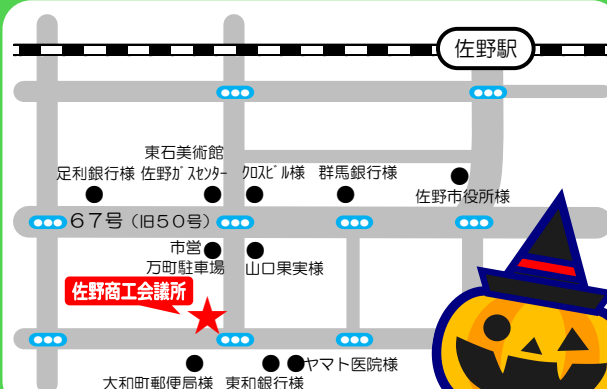 佐野駅
東石美術館
足利銀行様 佐野ｶﾞｽｾﾝﾀｰ ｸﾛｽﾋﾞﾙ様 群馬銀行様
佐野市役所様
67号（旧50号）
市営
万町駐車場 山口果実様
佐野商工会議所
ヤマト医院様
大和町郵便局様 東和銀行様